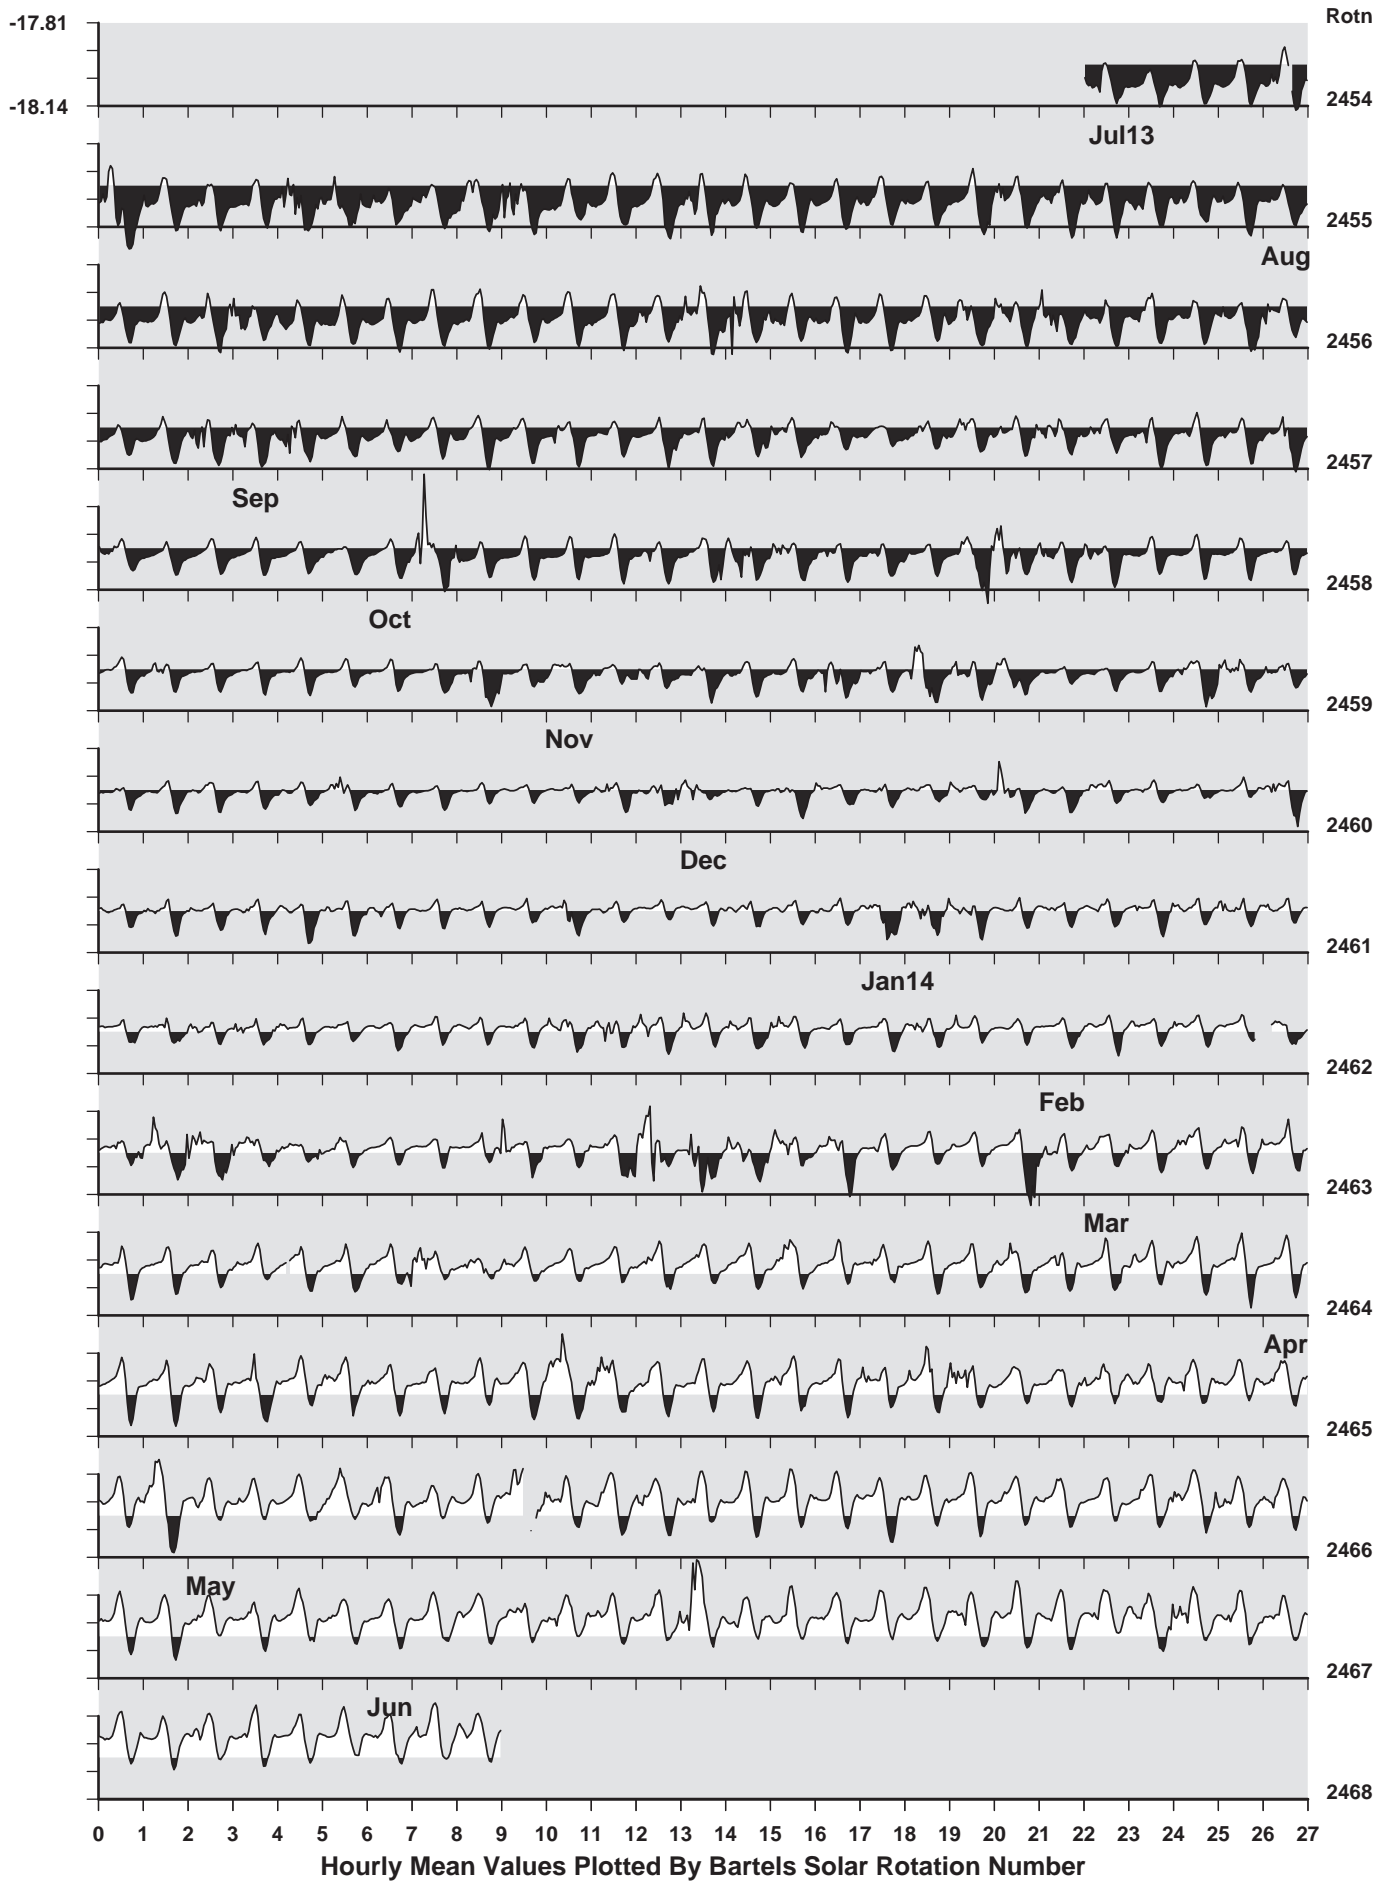 -17.81 Rotn
-18.14 2454
Jul13
2455
Aug
2456
2457
Sep
2458
Oct
2459
Nov
2460
Dec
2461
Jan14
2462
Feb
2463
Mar
2464
Apr
2465
2466
May
2467
Jun
2468
0 1 2 3 4 5 6 7 8 9 10 11 12 13 14 15 16 17 18 19 20 21 22 23 24 25 26 27
Hourly Mean Values Plotted By Bartels Solar Rotation Number